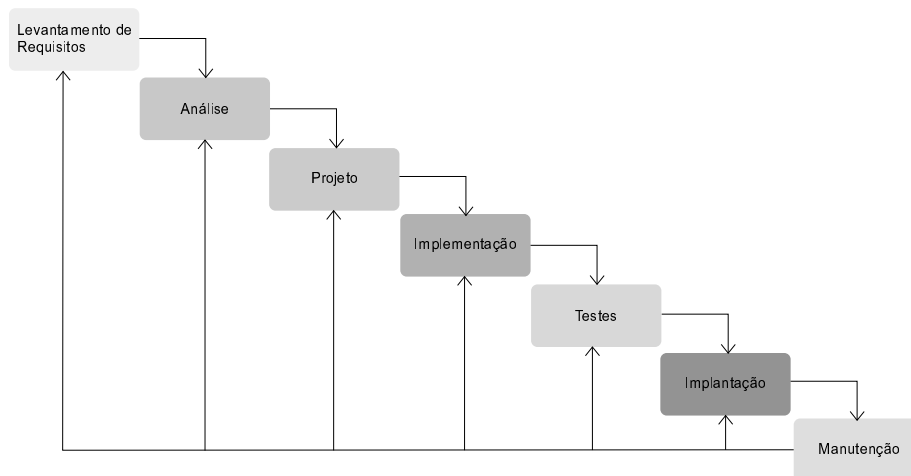 Levantamento de
Requisitos
Análise
Projeto
Implementação
Testes
Implantação
Manutenção